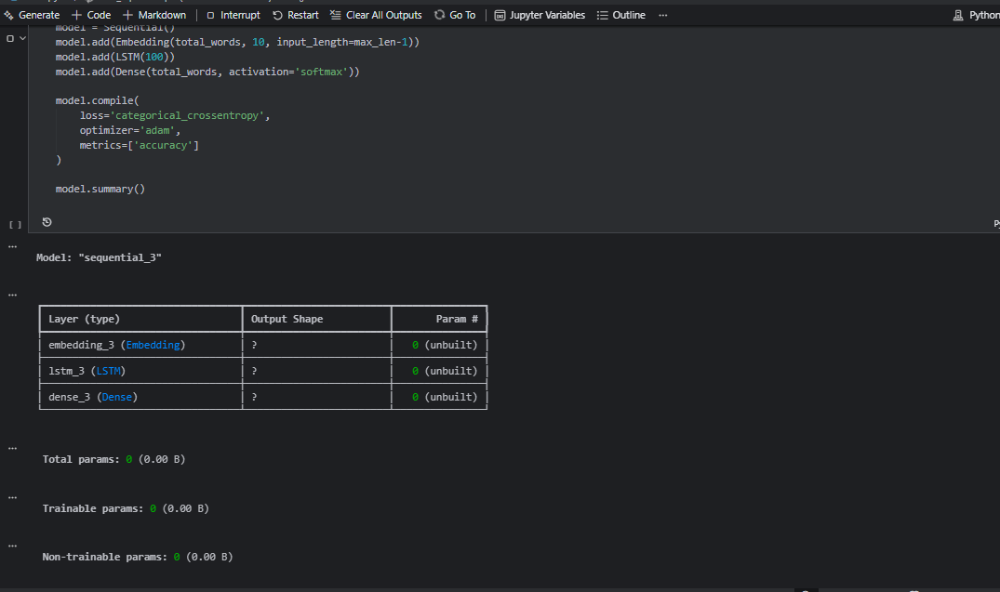 Generate + Code + Markdown Interrupt Restart Clear All Outputs Go To Jupyter Variables Outline ... Python
model = Sequential()
model.add(Embedding(total_words, 10, input_length=max_len-1))
model.add(LSTM(100))
model.add(Dense(total_words, activation='softmax'))
model.compile(
loss='categorical_crossentropy',
optimizer='adam',
metrics=['accuracy']
)
model.summary()
[ ]
...
Model: "sequential_3"
...
Layer (type) Output Shape Param #
embedding_3 (Embedding) ? 0 (unbuilt)
lstm_3 (LSTM) ? 0 (unbuilt)
dense_3 (Dense) ? 0 (unbuilt)
...
Total params: 0 (0.00 B)
...
Trainable params: 0 (0.00 B)
...
Non-trainable params: 0 (0.00 B)